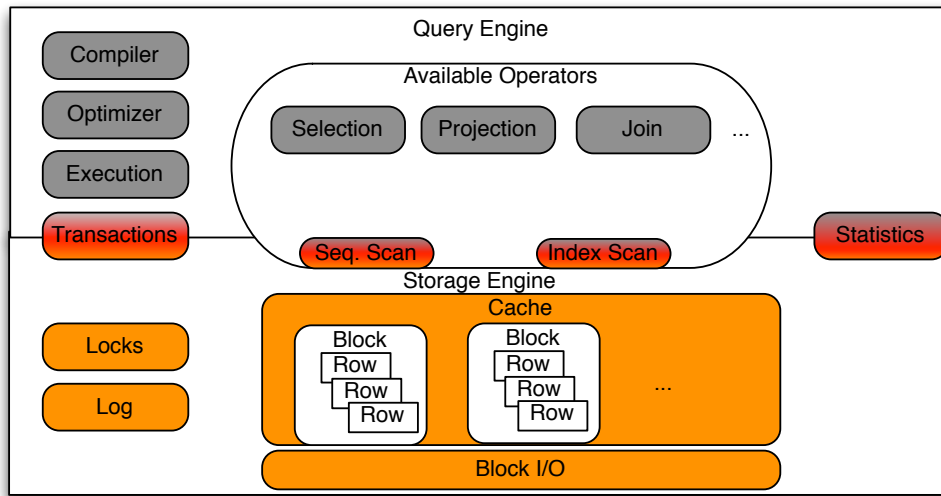 Query Engine
Compiler
Available Operators
Optimizer
Selection
Projection
Join
...
Execution
Transactions
Seq. Scan
Index Scan
Statistics
Storage Engine
Cache
Locks
Block
Row
Row
Row
Block
Row
Row
Row
...
Log
Block I/O